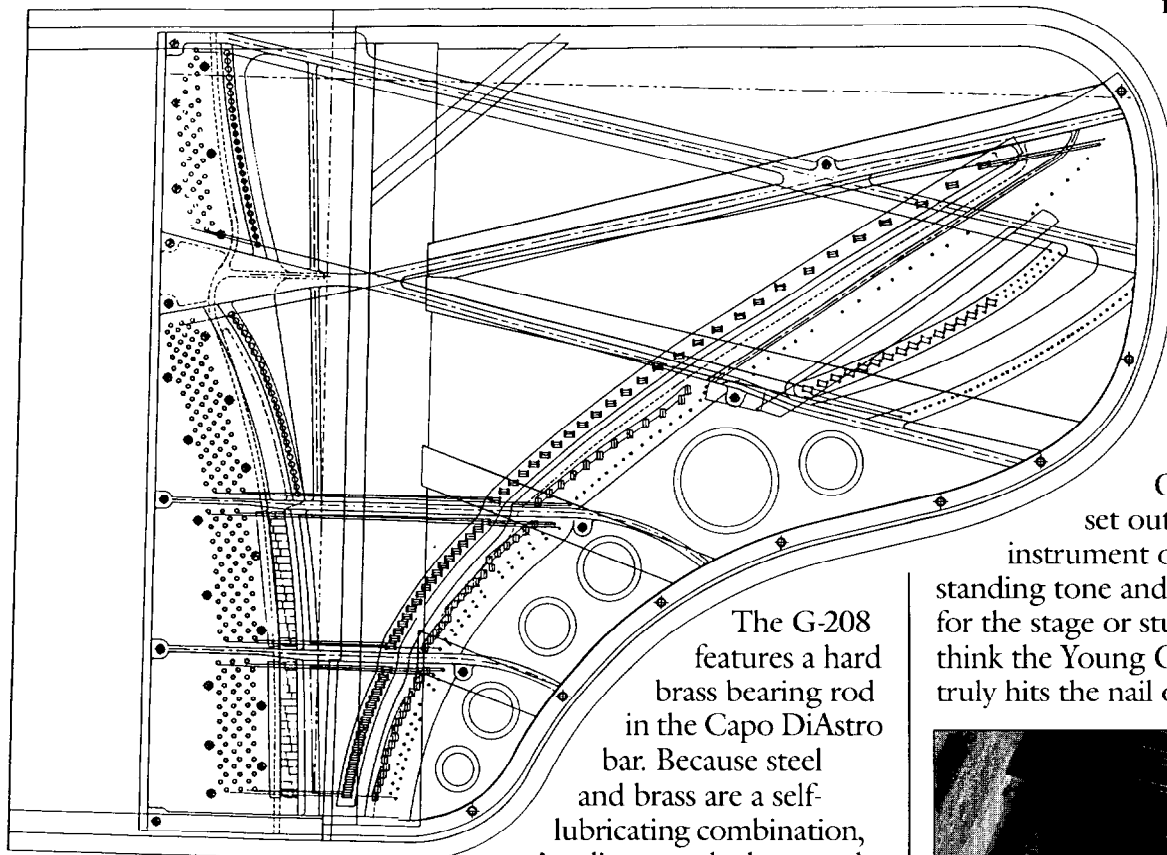 The G-208
features a hard
brass bearing rod
in the Capo DiAstro
bar. Because steel
and brass are a self-
lubricating combination,
set out
instrument o
standing tone and
for the stage or stu
think the Young C
truly hits the nail o